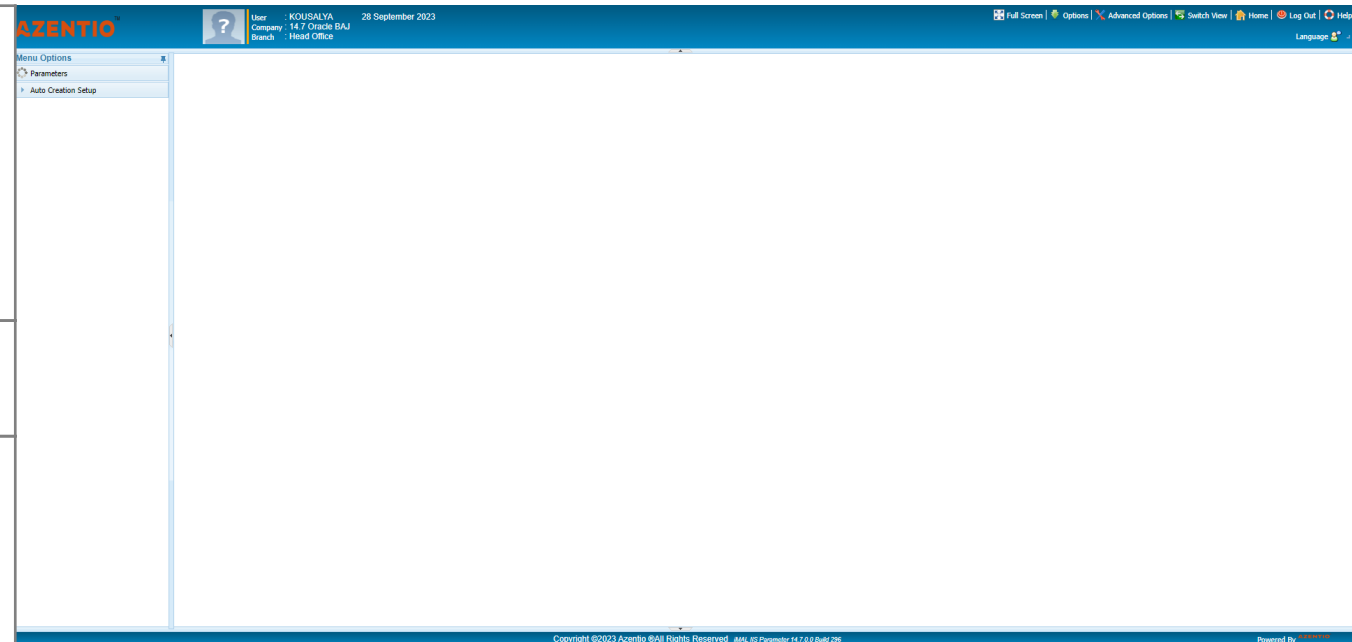 AZENTIO™
?
User : KOUSALYA 28 September 2023
Company : 14.7 Oracle BAJ
Branch : Head Office
Full Screen | Options | Advanced Options | Switch View | Home | Log Out | Help
Language
Menu Options
Parameters
Auto Creation Setup
Copyright ©2023 Azentio ®All Rights Reserved iMAL IIS Parameter 14.7.0.0 Build 296
Powered By AZENTIO